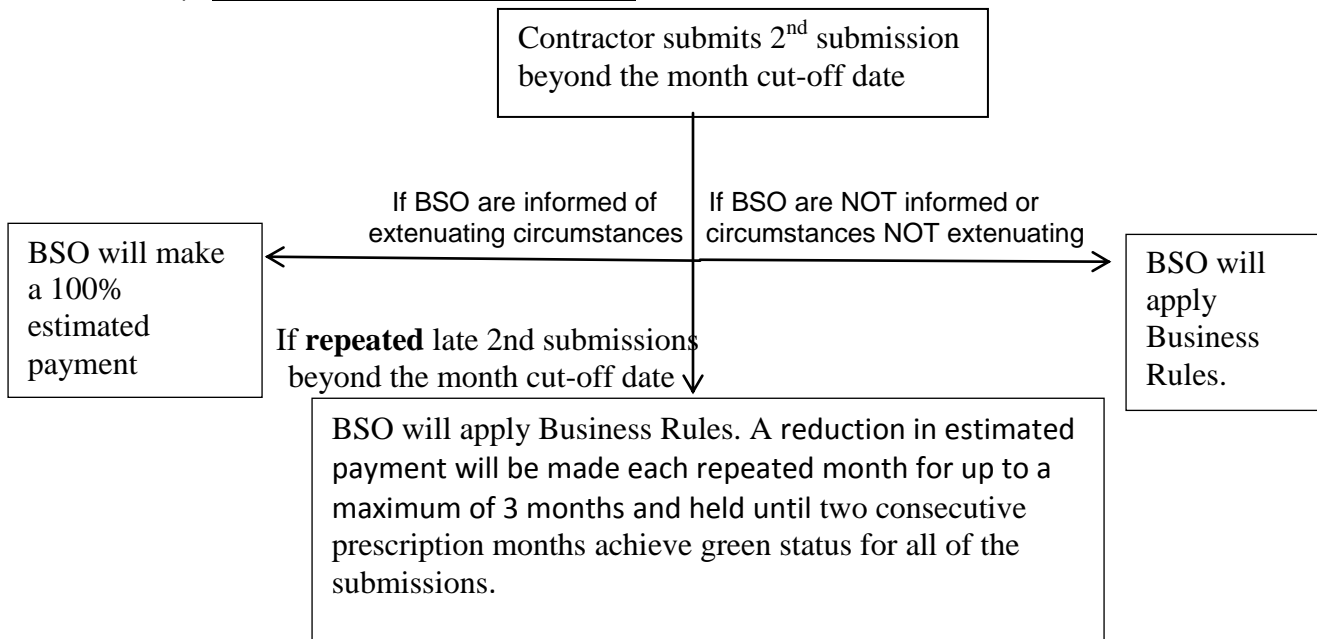 Contractor submits 2nd submission
beyond the month cut-off date
If BSO are informed of
extenuating circumstances
If BSO are NOT informed or
circumstances NOT extenuating
BSO will make
a 100%
estimated
payment
BSO will
apply
Business
Rules.
If repeated late 2nd submissions
beyond the month cut-off date
BSO will apply Business Rules. A reduction in estimated
payment will be made each repeated month for up to a
maximum of 3 months and held until two consecutive
prescription months achieve green status for all of the
submissions.